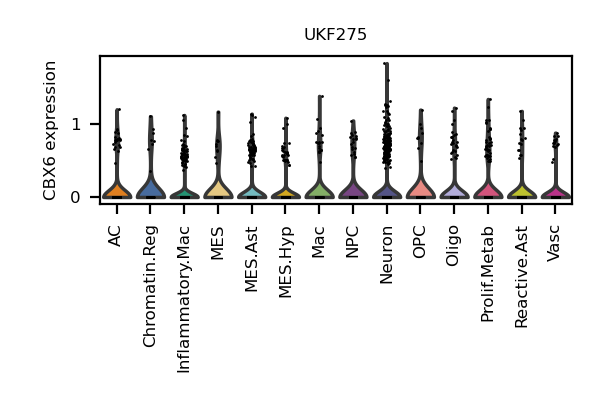 UKF275
CBX6 expression
1
0
AC
Chromatin.Reg
Inflammatory.Mac
MES
MES.Ast
MES.Hyp
Mac
NPC
Neuron
OPC
Oligo
Prolif.Metab
Reactive.Ast
Vasc